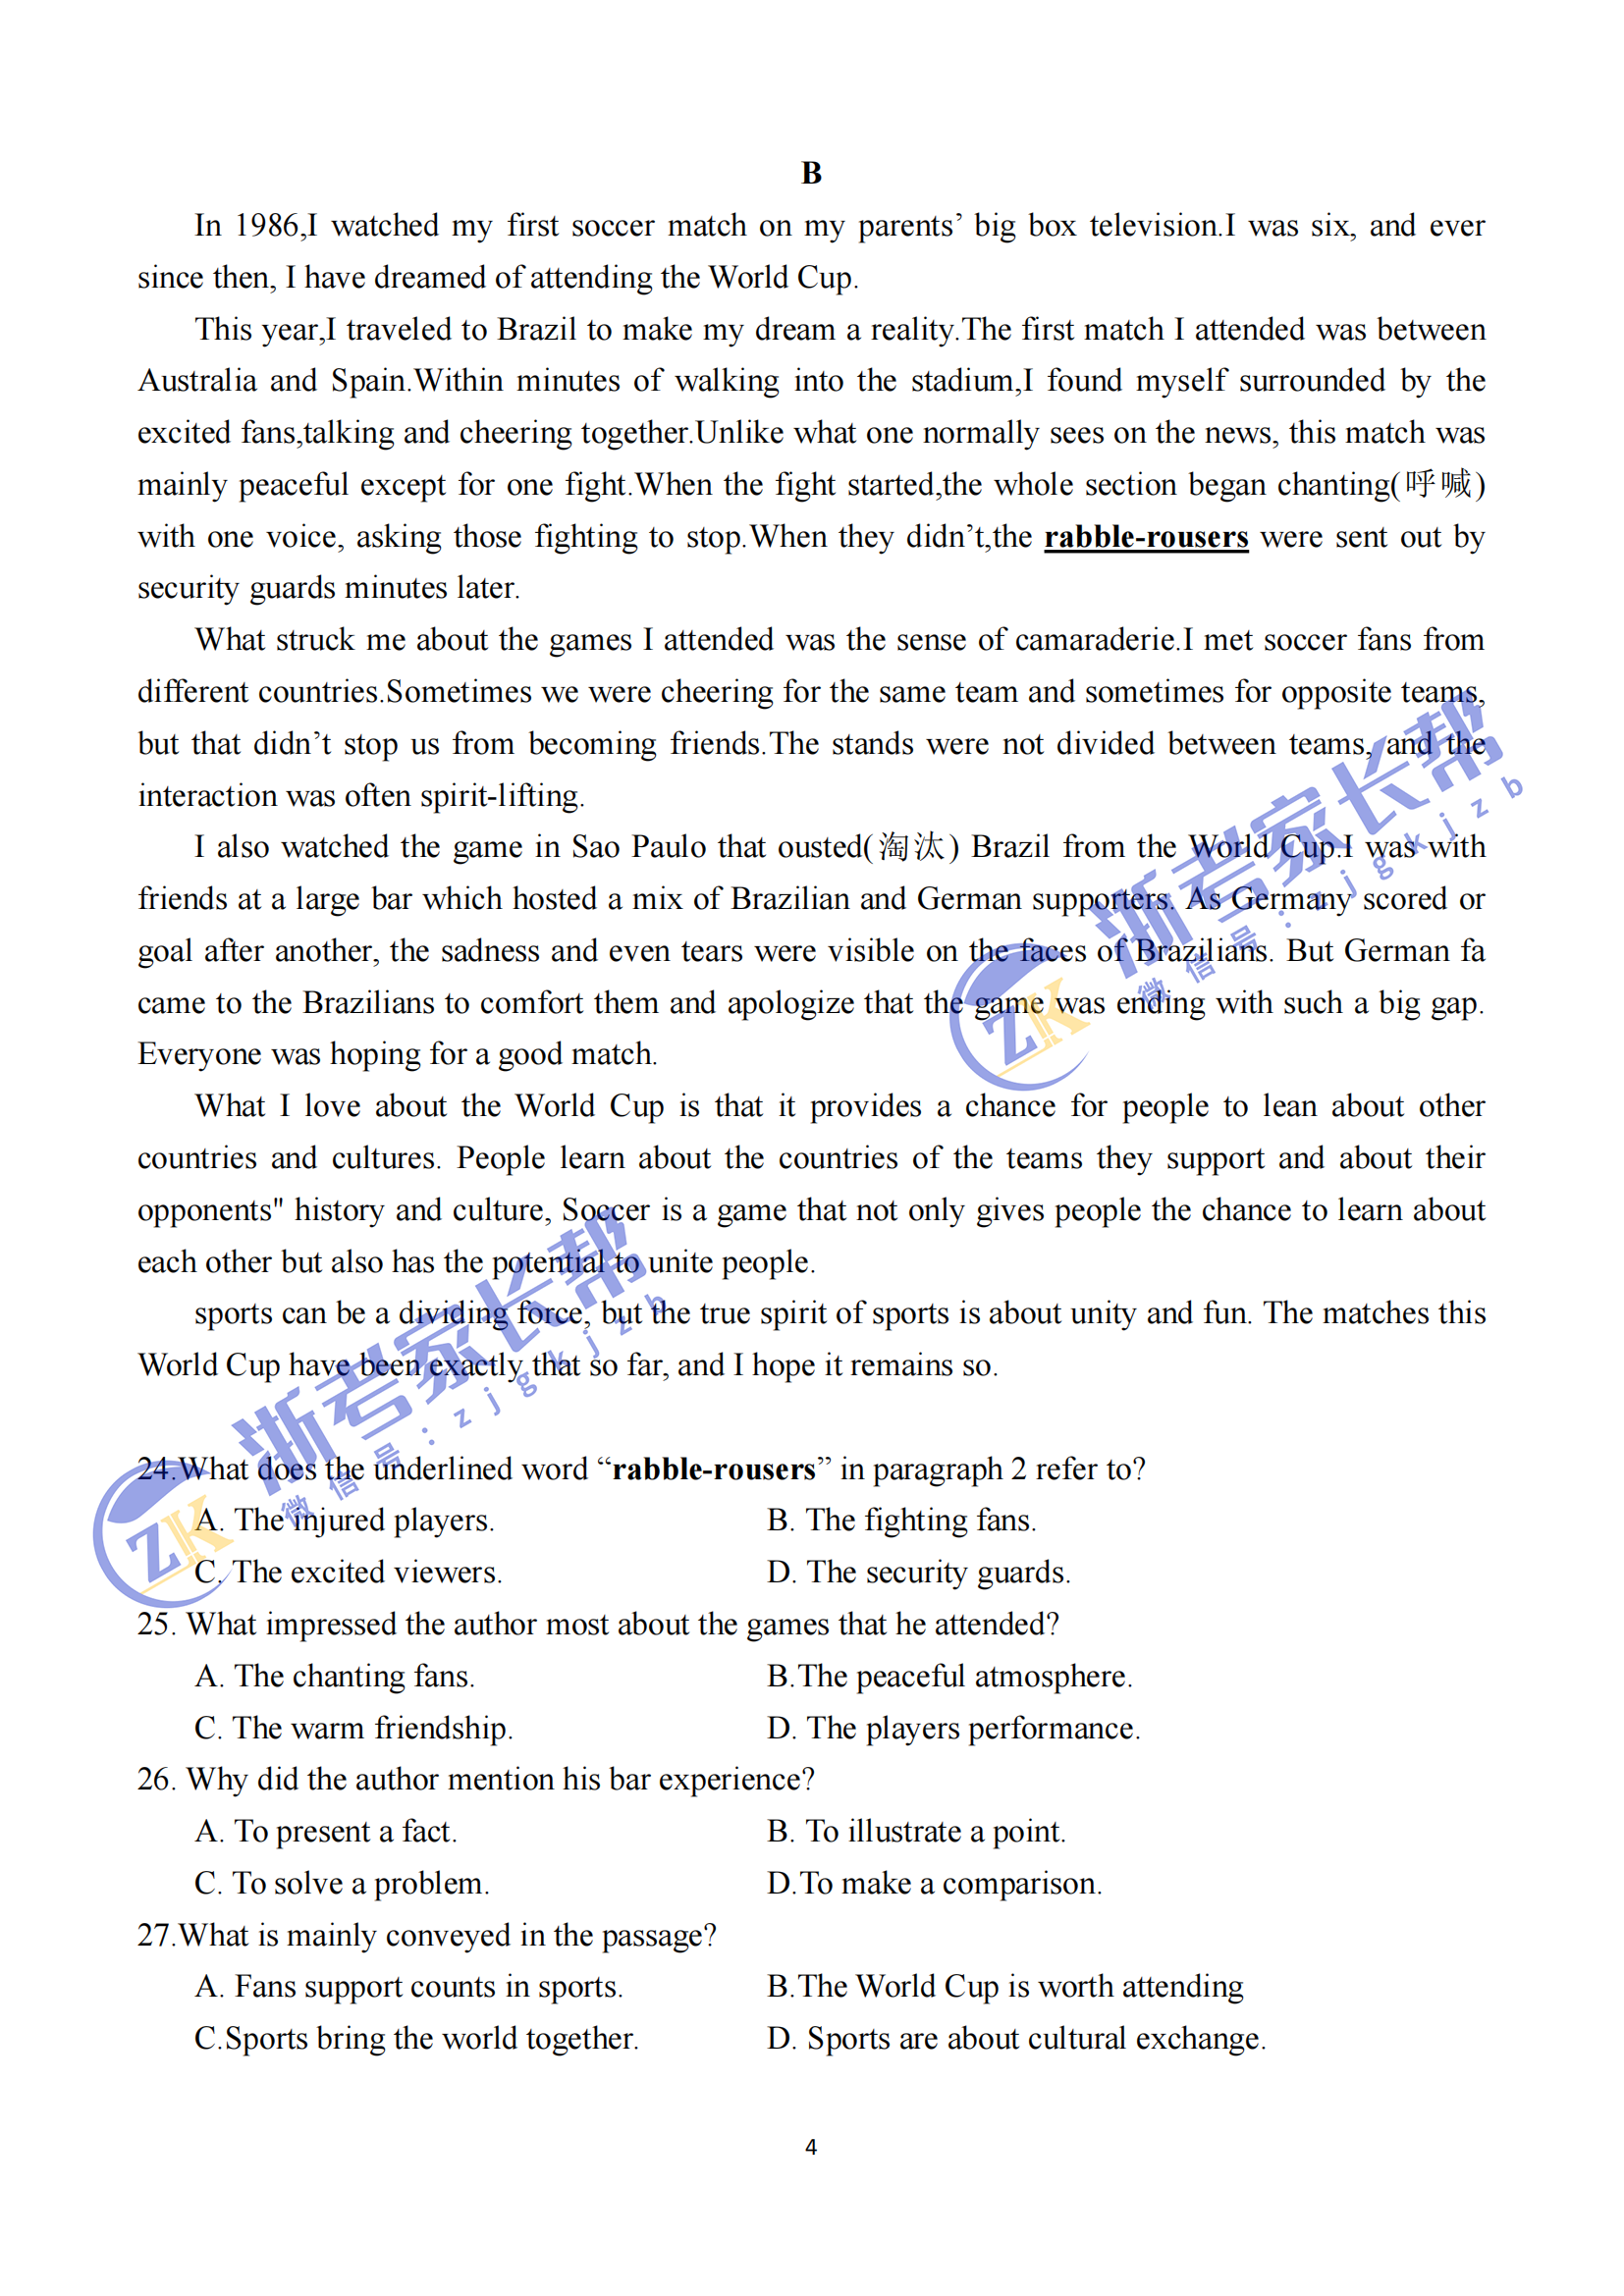 B
In 1986,I watched my first soccer match on my parents’ big box television.I was six, and ever
since then, I have dreamed of attending the World Cup.
This year,I traveled to Brazil to make my dream a reality.The first match I attended was between
Australia and Spain.Within minutes of walking into the stadium,I found myself surrounded by the
excited fans,talking and cheering together.Unlike what one normally sees on the news, this match was
mainly peaceful except for one fight.When the fight started,the whole section began chanting(呼喊)
with one voice, asking those fighting to stop.When they didn’t,the rabble-rousers were sent out by
security guards minutes later.
What struck me about the games I attended was the sense of camaraderie.I met soccer fans from
different countries.Sometimes we were cheering for the same team and sometimes for opposite teams,
but that didn’t stop us from becoming friends.The stands were not divided between teams, and the
interaction was often spirit-lifting.
I also watched the game in Sao Paulo that ousted(淘汰) Brazil from the World Cup.I was with
friends at a large bar which hosted a mix of Brazilian and German supporters. As Germany scored or
goal after another, the sadness and even tears were visible on the faces of Brazilians. But German fa
came to the Brazilians to comfort them and apologize that the game was ending with such a big gap.
Everyone was hoping for a good match.
What I love about the World Cup is that it provides a chance for people to lean about other
countries and cultures. People learn about the countries of the teams they support and about their
opponents" history and culture, Soccer is a game that not only gives people the chance to learn about
each other but also has the potential to unite people.
sports can be a dividing force, but the true spirit of sports is about unity and fun. The matches this
World Cup have been exactly that so far, and I hope it remains so.
24.What does the underlined word “rabble-rousers” in paragraph 2 refer to?
A. The injured players. B. The fighting fans.
C. The excited viewers. D. The security guards.
25. What impressed the author most about the games that he attended?
A. The chanting fans. B.The peaceful atmosphere.
C. The warm friendship. D. The players performance.
26. Why did the author mention his bar experience?
A. To present a fact. B. To illustrate a point.
C. To solve a problem. D.To make a comparison.
27.What is mainly conveyed in the passage?
A. Fans support counts in sports. B.The World Cup is worth attending
C.Sports bring the world together. D. Sports are about cultural exchange.
4
浙考家长帮
微信号：zjgkjzb
ZK
浙考家长帮
微信号：zjgkjzb
ZK